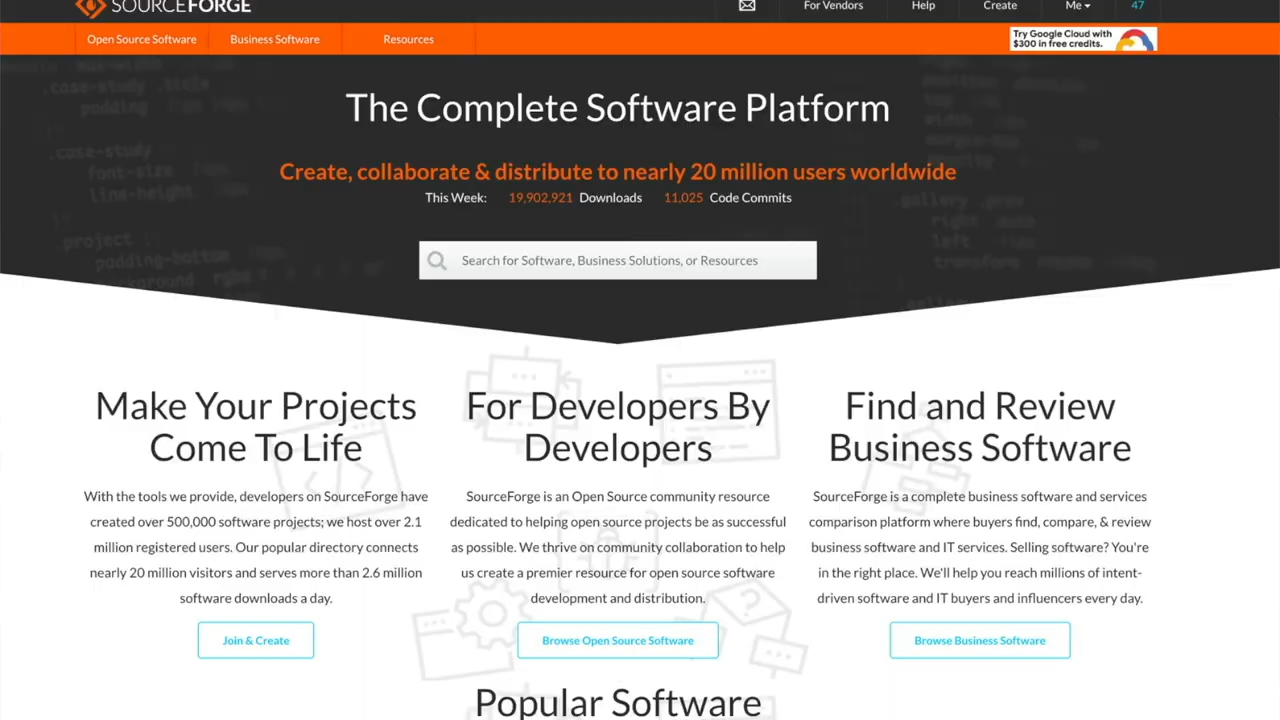 SOURCEFORGE
For Vendors Help Create Me 47
Open Source Software Business Software Resources
Try Google Cloud with
$300 in free credits.
The Complete Software Platform
Create, collaborate & distribute to nearly 20 million users worldwide
This Week: 19,902,921 Downloads 11,025 Code Commits
Search for Software, Business Solutions, or Resources
Make Your Projects
Come To Life
With the tools we provide, developers on SourceForge have
created over 500,000 software projects; we host over 2.1
million registered users. Our popular directory connects
nearly 20 million visitors and serves more than 2.6 million
software downloads a day.
Join & Create
For Developers By
Developers
SourceForge is an Open Source community resource
dedicated to helping open source projects be as successful
as possible. We thrive on community collaboration to help
us create a premier resource for open source software
development and distribution.
Browse Open Source Software
Find and Review
Business Software
SourceForge is a complete business software and services
comparison platform where buyers find, compare, & review
business software and IT services. Selling software? You're
in the right place. We'll help you reach millions of intent-
driven software and IT buyers and influencers every day.
Browse Business Software
Popular Software